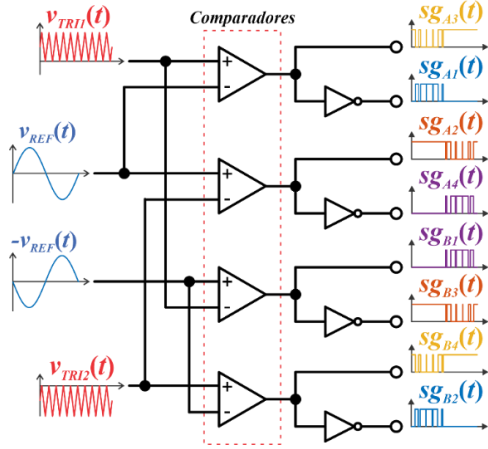 Comparadores
v_TRI1(t)
sg_A3(t)
+
-
sg_A1(t)
v_REF(t)
sg_A2(t)
+
-
sg_A4(t)
-v_REF(t)
sg_B1(t)
+
-
sg_B3(t)
v_TRI2(t)
sg_B4(t)
+
-
sg_B2(t)